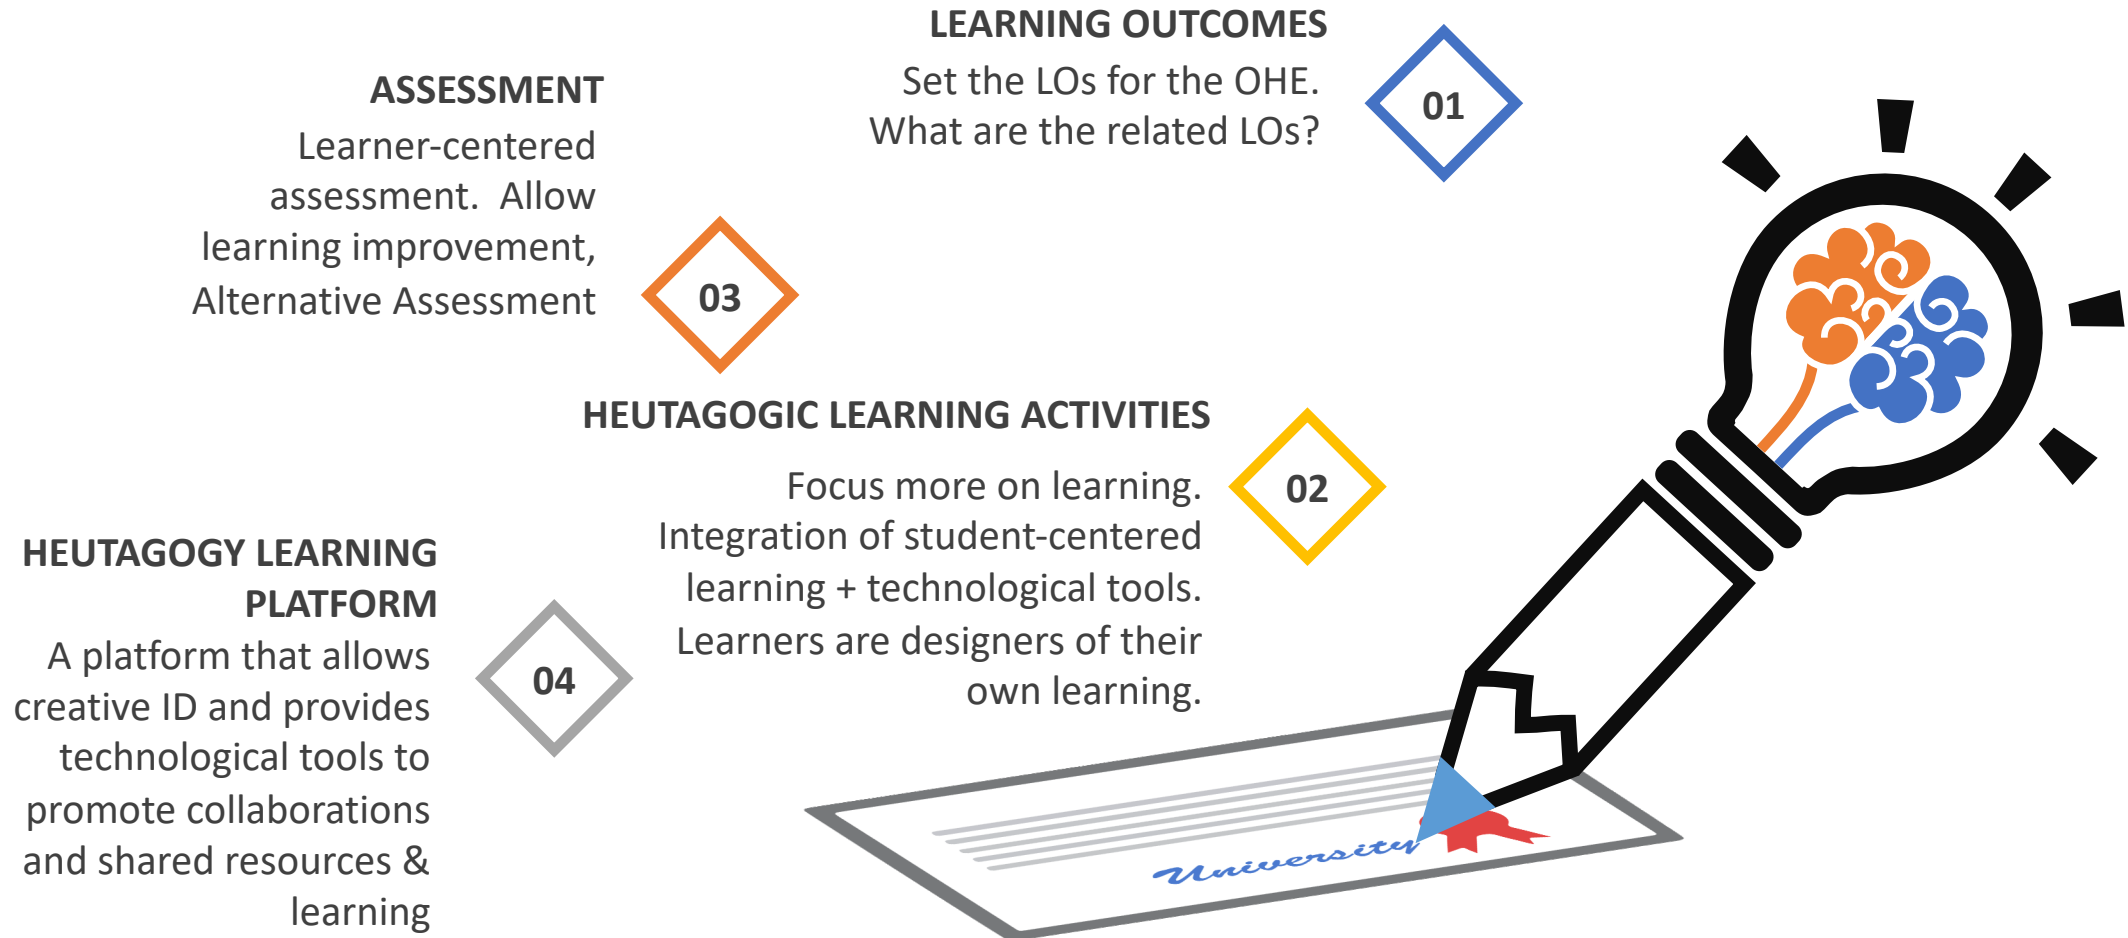 LEARNING OUTCOMES
Set the LOs for the OHE.
What are the related LOs?
01
HEUTAGOGIC LEARNING ACTIVITIES
Focus more on learning.
Integration of student-centered
learning + technological tools.
Learners are designers of their
own learning.
02
ASSESSMENT
Learner-centered
assessment.  Allow
learning improvement,
Alternative Assessment
03
HEUTAGOGY LEARNING
PLATFORM
A platform that allows
creative ID and provides
technological tools to
promote collaborations
and shared resources &
learning
04
University